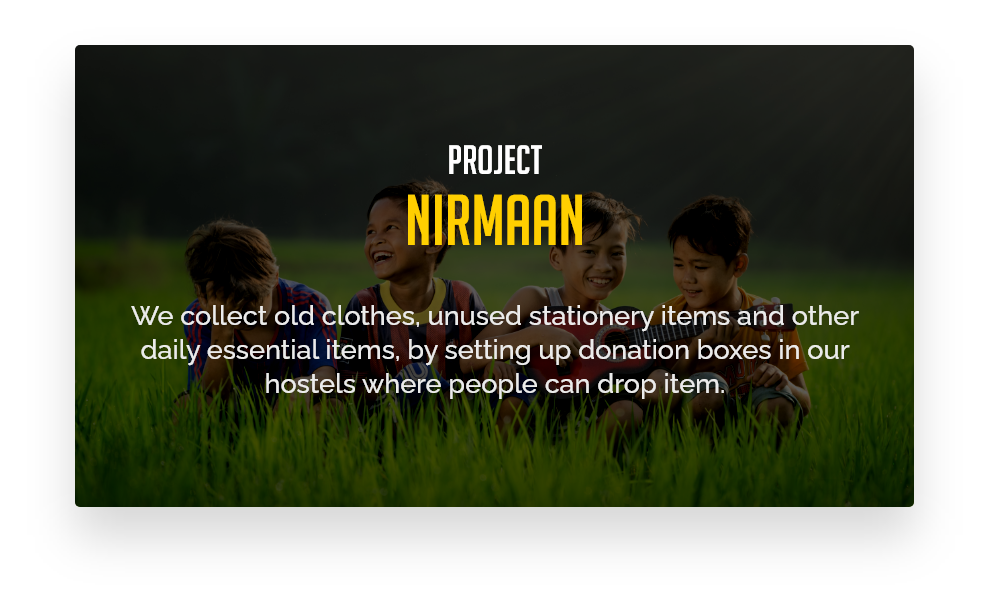 PROJECT
NIRMAAN
We collect old clothes, unused stationery items and other
daily essential items, by setting up donation boxes in our
hostels where people can drop item.